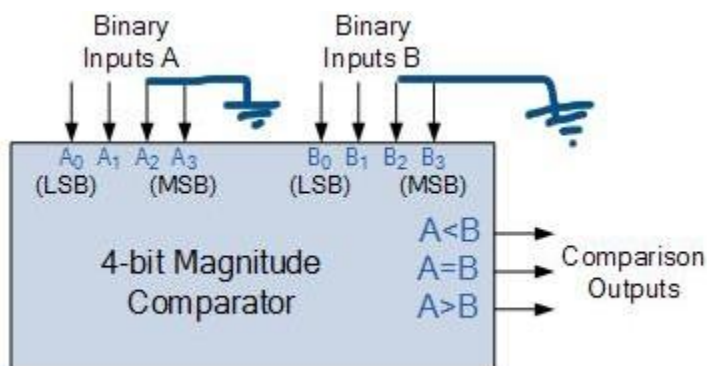 Binary
Inputs A
Binary
Inputs B
A₀ A₁ A₂ A₃ B₀ B₁ B₂ B₃
(LSB) (MSB) (LSB) (MSB)
4-bit Magnitude
Comparator
A<B
A=B
A>B
Comparison
Outputs